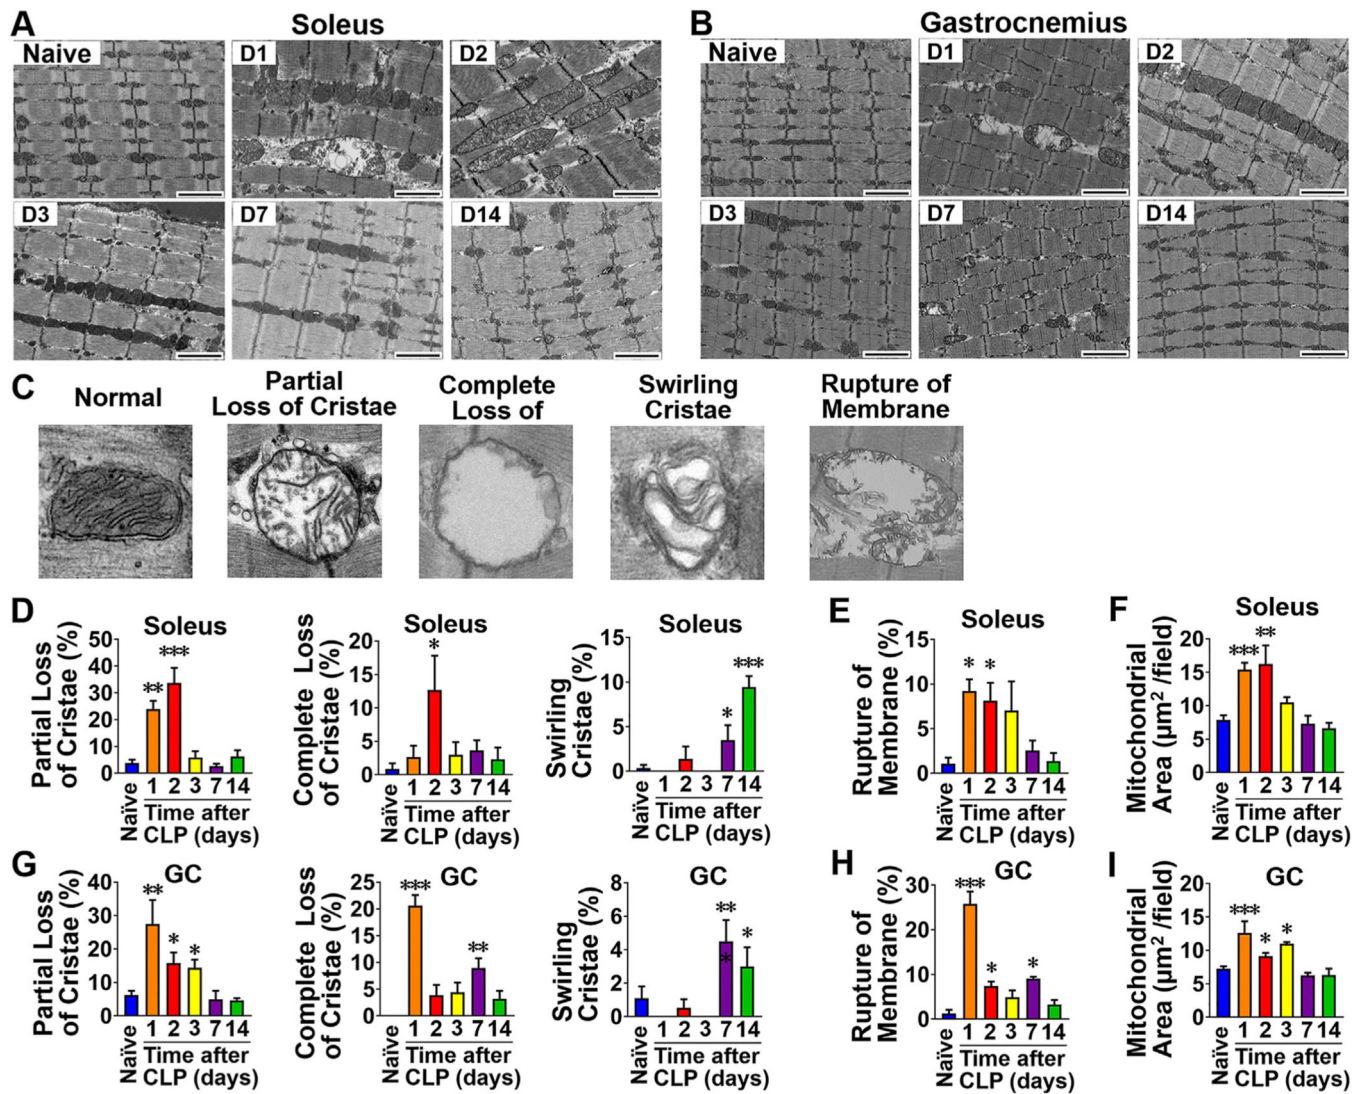 A
Soleus
Naive
D1
D2
D3
D7
D14
B
Gastrocnemius
Naive
D1
D2
D3
D7
D14
C
Normal
Partial
Loss of Cristae
Complete
Loss of
Swirling
Cristae
Rupture of
Membrane
D
Soleus
Partial Loss
of Cristae (%)
50
40
30
20
10
0
***
**
Naïve
1 2 3 7 14
Time after
CLP (days)
Soleus
Complete Loss
of Cristae (%)
20
15
10
5
0
*
Naïve
1 2 3 7 14
Time after
CLP (days)
Soleus
Swirling
Cristae (%)
15
10
5
0
***
*
Naïve
1 2 3 7 14
Time after
CLP (days)
E
Soleus
Rupture of
Membrane (%)
15
10
5
0
* *
Naïve
1 2 3 7 14
Time after
CLP (days)
F
Soleus
Mitochondrial
Area (µm² /field)
20
15
10
5
0
**
***
Naïve
1 2 3 7 14
Time after
CLP (days)
G
GC
Partial Loss
of Cristae (%)
40
30
20
10
0
**
* *
Naïve
1 2 3 7 14
Time after
CLP (days)
GC
Complete Loss
of Cristae (%)
25
20
15
10
5
0
***
**
Naïve
1 2 3 7 14
Time after
CLP (days)
GC
Swirling
Cristae (%)
8
6
4
2
0
**
*
*
Naïve
1 2 3 7 14
Time after
CLP (days)
H
GC
Rupture of
Membrane (%)
30
20
10
0
***
* *
Naïve
1 2 3 7 14
Time after
CLP (days)
I
GC
Mitochondrial
Area (µm² /field)
20
15
10
5
0
***
* *
Naïve
1 2 3 7 14
Time after
CLP (days)